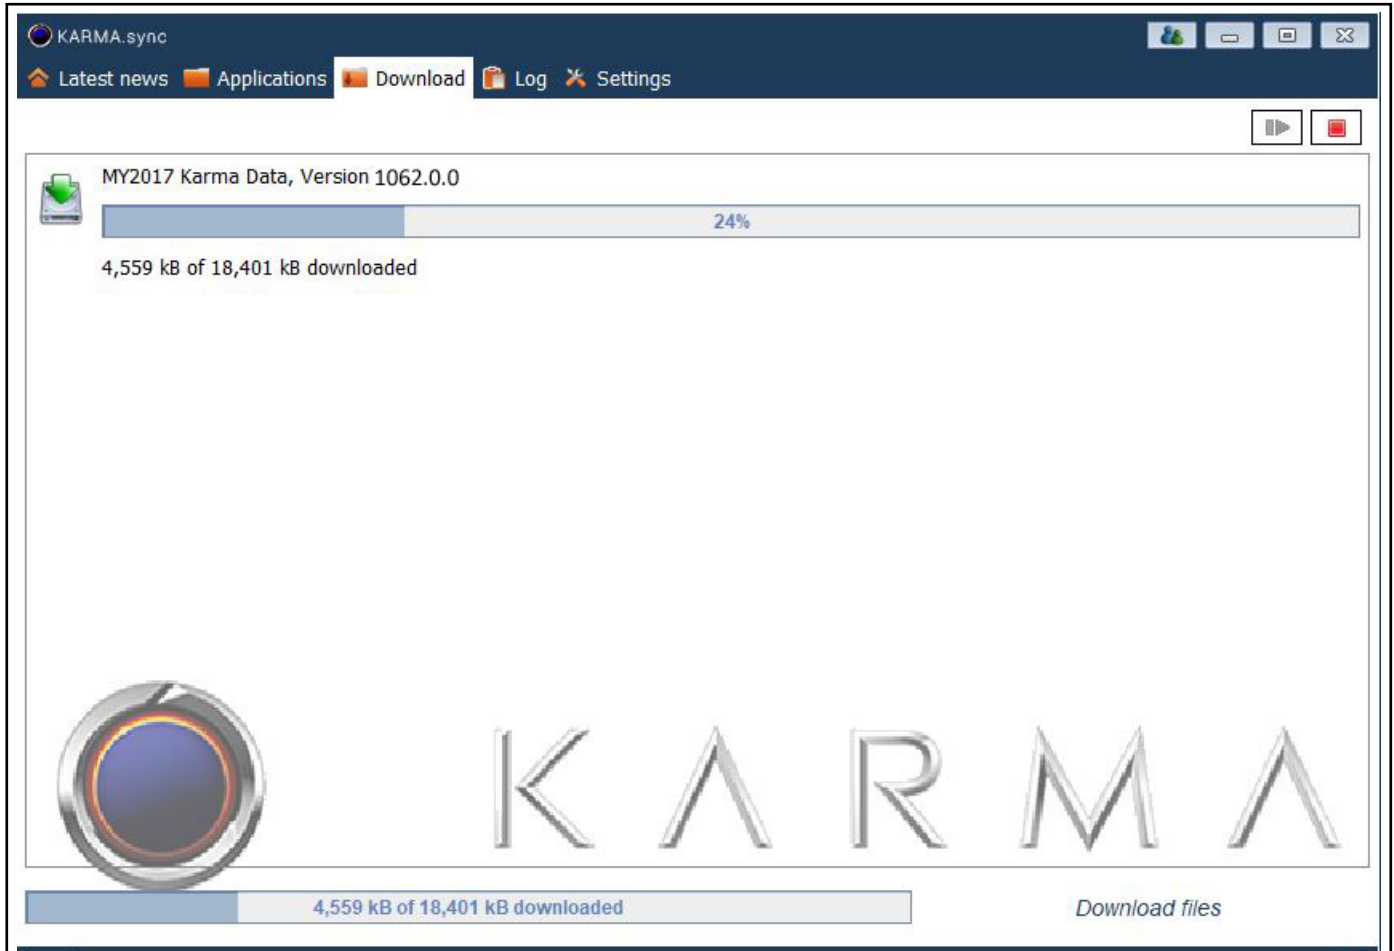 KARMA.sync
Latest news Applications Download Log Settings
MY2017 Karma Data, Version 1062.0.0
24%
4,559 kB of 18,401 kB downloaded
KARMA
4,559 kB of 18,401 kB downloaded Download files